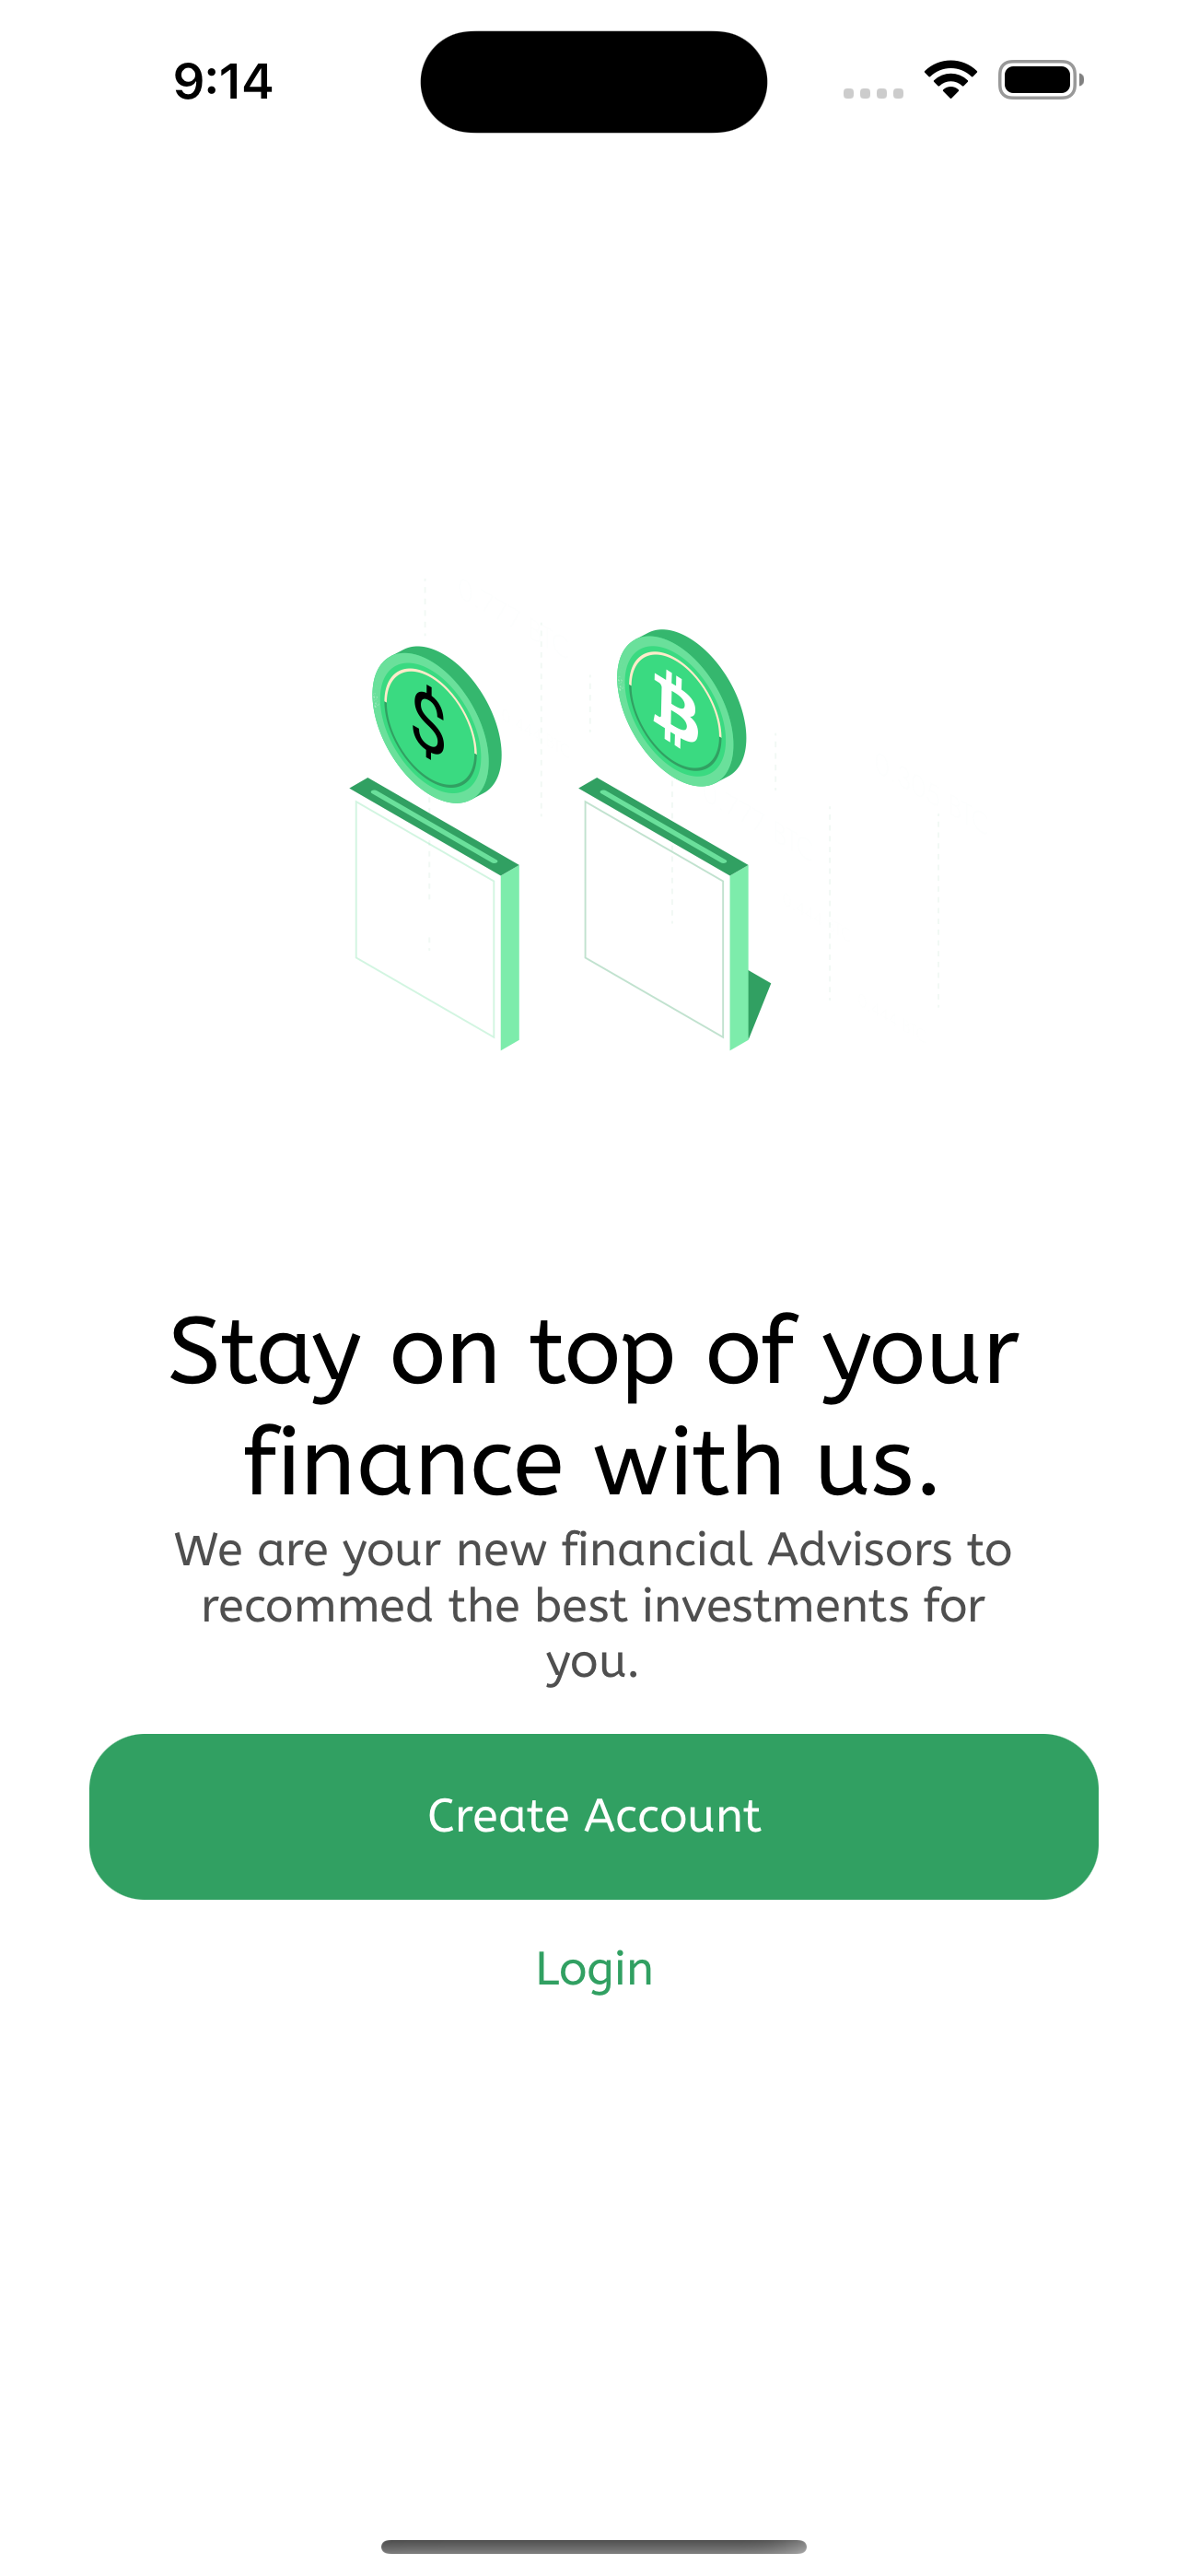 9:14
$
₿
Stay on top of your
finance with us.
We are your new financial Advisors to
recommed the best investments for
you.
Create Account
Login